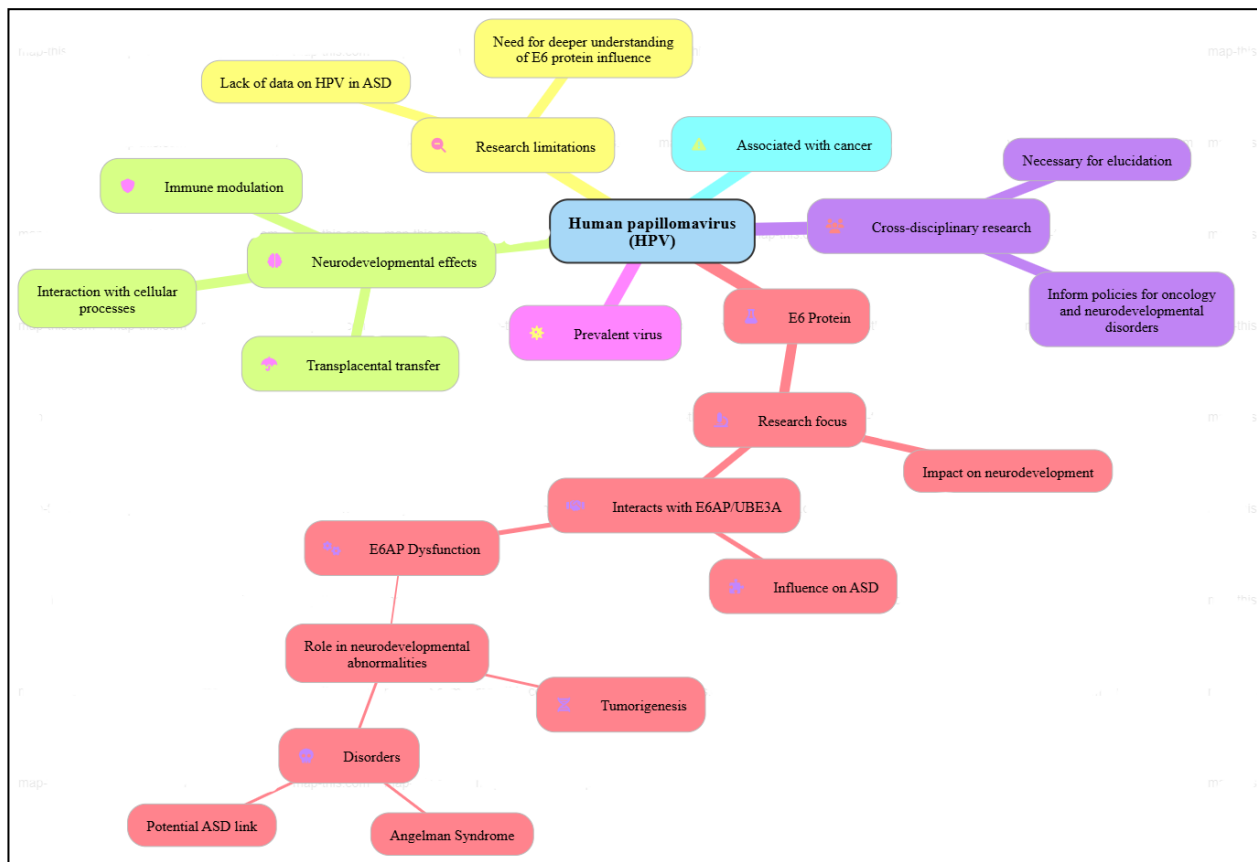 Need for deeper understanding
of E6 protein influence
map-this
Lack of data on HPV in ASD
Research limitations
Associated with cancer
Necessary for elucidation
Immune modulation
Human papillomavirus
(HPV)
Cross-disciplinary research
Neurodevelopmental effects
Interaction with cellular
processes
Prevalent virus
E6 Protein
Inform policies for oncology
and neurodevelopmental
disorders
Transplacental transfer
Research focus
Impact on neurodevelopment
Interacts with E6AP/UBE3A
E6AP Dysfunction
Influence on ASD
Role in neurodevelopmental
abnormalities
Tumorigenesis
Disorders
Potential ASD link
Angelman Syndrome